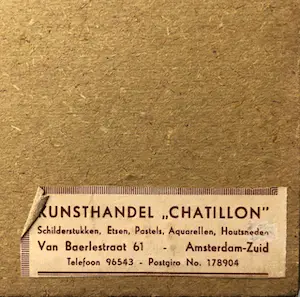 KUNSTHANDEL „CHATILLON"
Schilderstukken, Etsen, Pastels, Aquarellen, Houtsneden
Van Baerlestraat 61 - Amsterdam-Zuid
Telefoon 96543 - Postgiro No. 178904